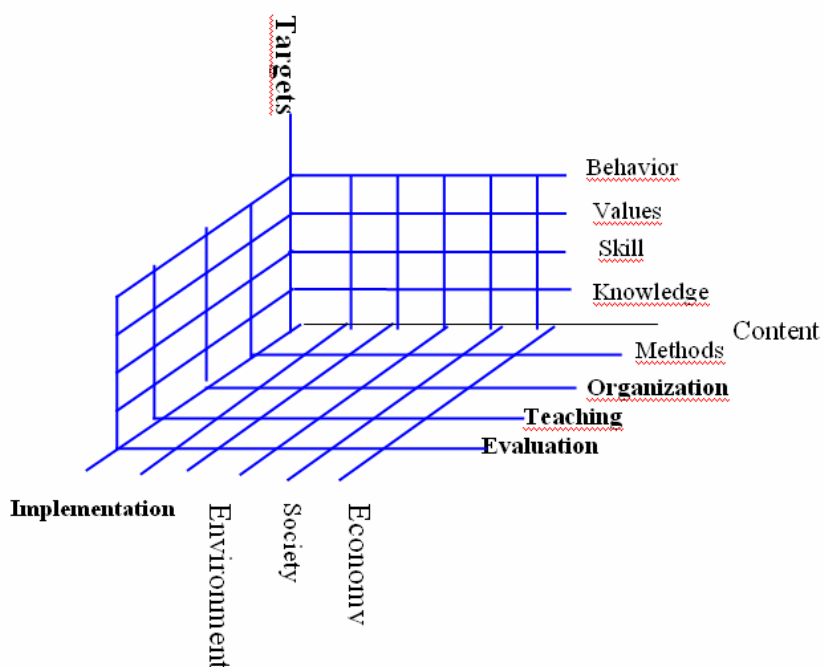 Targets
Behavior
Values
Skill
Knowledge
Content
Methods
Organization
Teaching
Evaluation
Implementation
Environment
Society
Economy